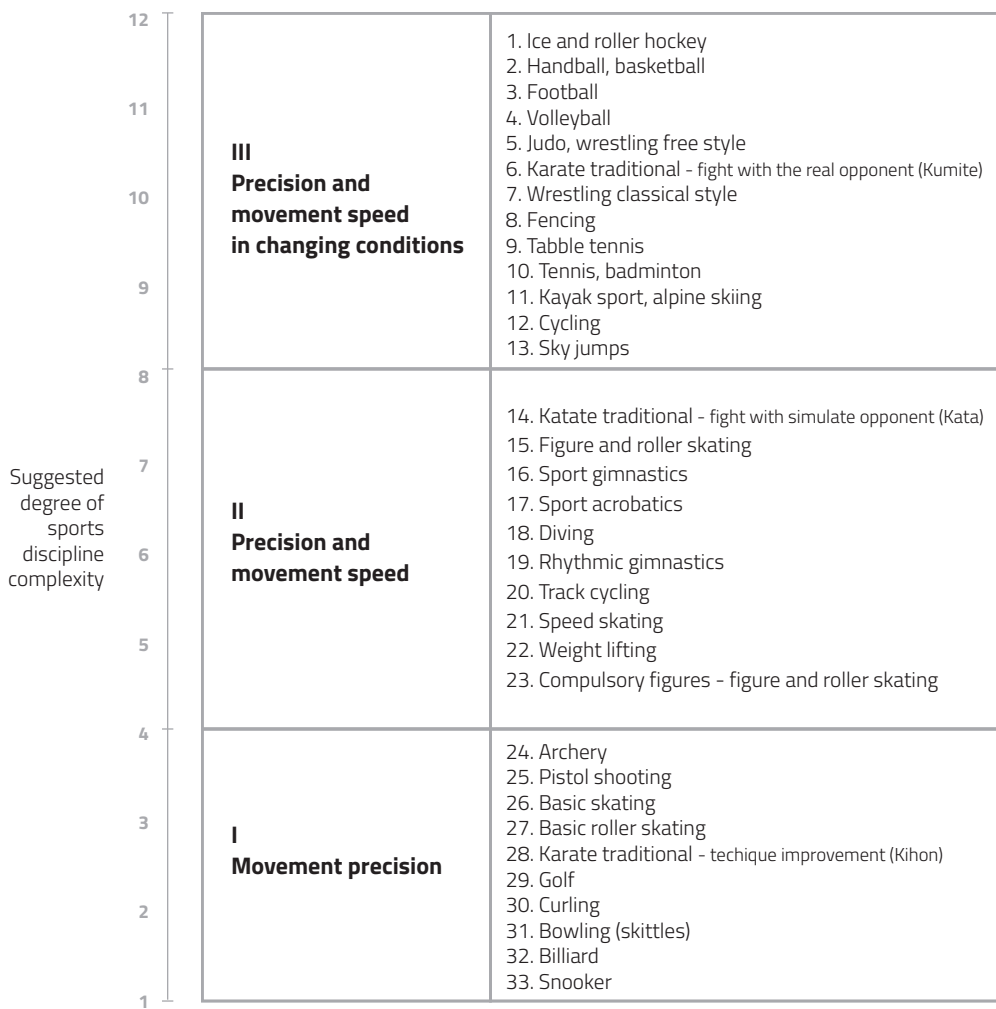 12
11
10
9
8
7
6
5
4
3
2
1
Suggested
degree of
sports
discipline
complexity
III
Precision and
movement speed
in changing conditions
1. Ice and roller hockey
2. Handball, basketball
3. Football
4. Volleyball
5. Judo, wrestling free style
6. Karate traditional - fight with the real opponent (Kumite)
7. Wrestling classical style
8. Fencing
9. Tabble tennis
10. Tennis, badminton
11. Kayak sport, alpine skiing
12. Cycling
13. Sky jumps
II
Precision and
movement speed
14. Katate traditional - fight with simulate opponent (Kata)
15. Figure and roller skating
16. Sport gimnastics
17. Sport acrobatics
18. Diving
19. Rhythmic gimnastics
20. Track cycling
21. Speed skating
22. Weight lifting
23. Compulsory figures - figure and roller skating
I
Movement precision
24. Archery
25. Pistol shooting
26. Basic skating
27. Basic roller skating
28. Karate traditional - techique improvement (Kihon)
29. Golf
30. Curling
31. Bowling (skittles)
32. Billiard
33. Snooker